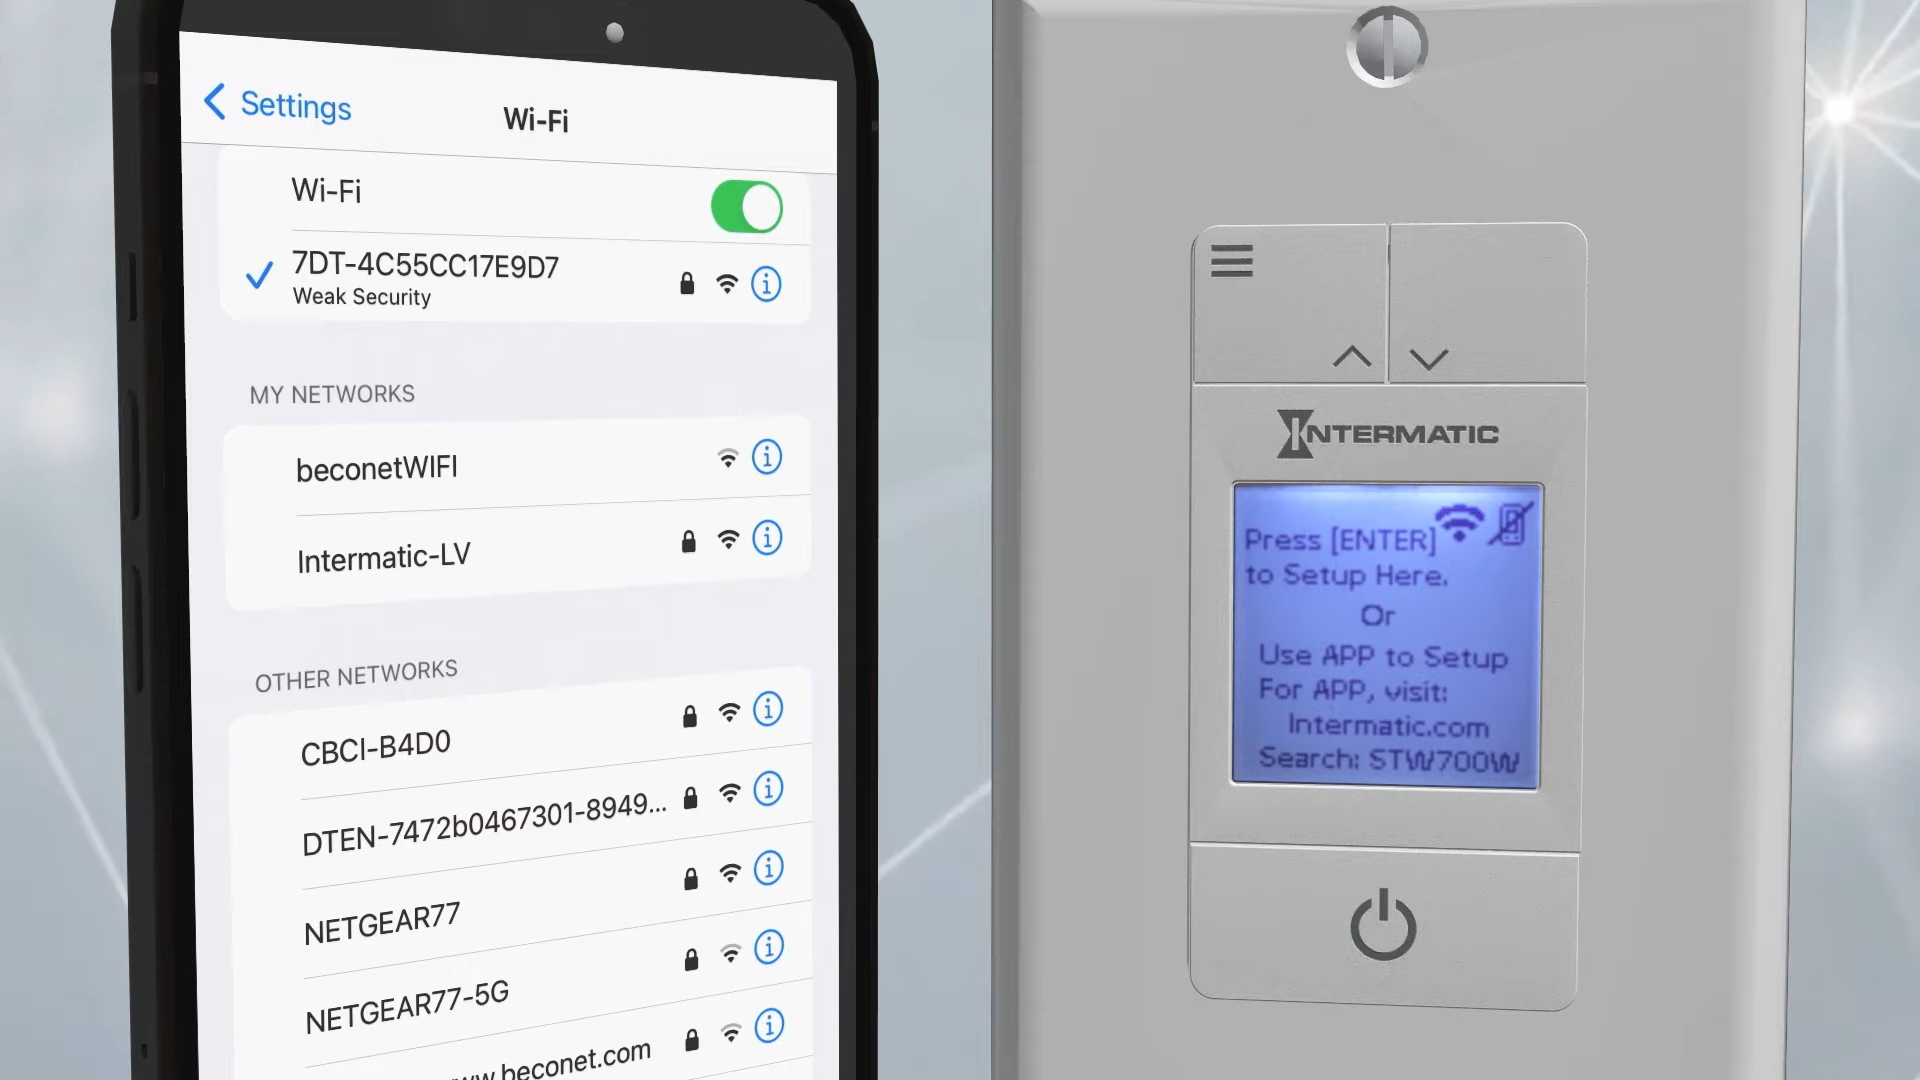 Settings
Wi-Fi
Wi-Fi
7DT-4C55CC17E9D7
Weak Security
MY NETWORKS
beconetWIFI
Intermatic-LV
OTHER NETWORKS
CBCI-B4D0
DTEN-7472b0467301-8949...
NETGEAR77
NETGEAR77-5G
www.beconet.com
INTERMATIC
Press [ENTER]
to Setup Here.
Or
Use APP to Setup
For APP, visit:
Intermatic.com
Search: STW700W